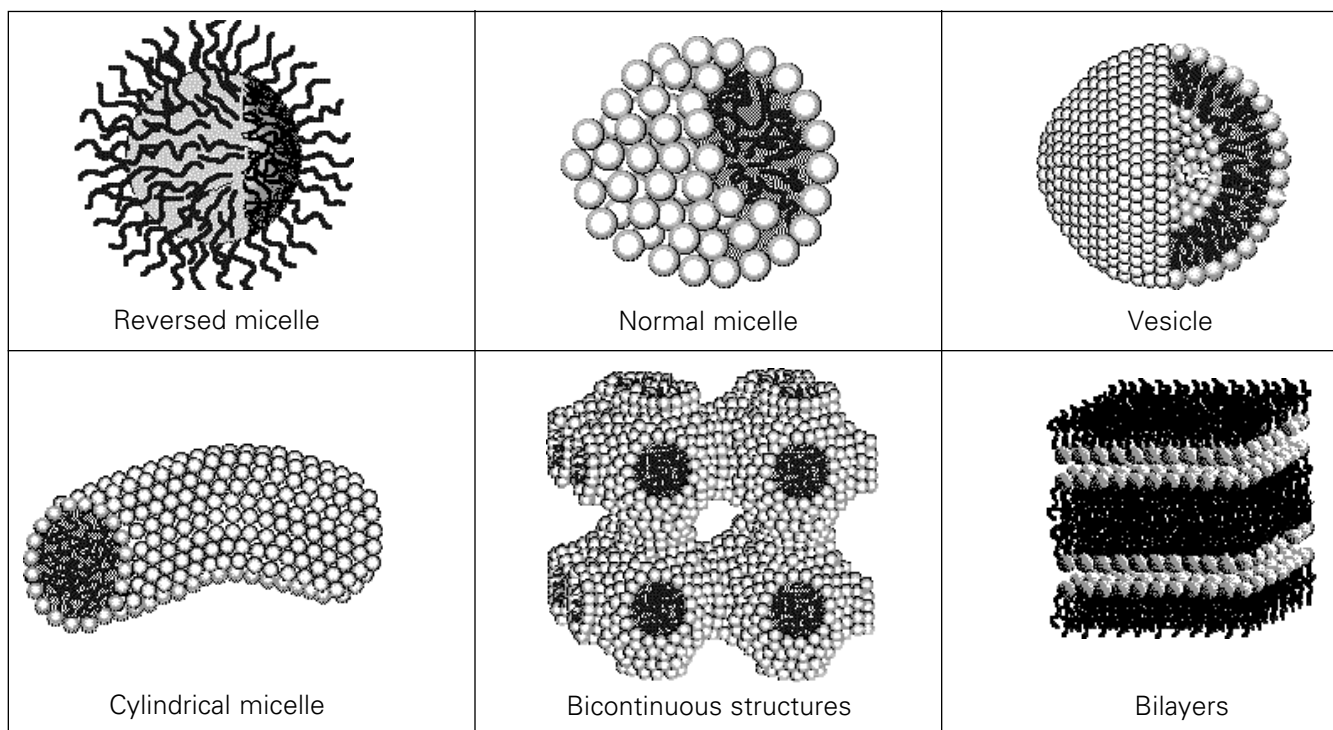 Reversed micelle
Normal micelle
Vesicle
Cylindrical micelle
Bicontinuous structures
Bilayers